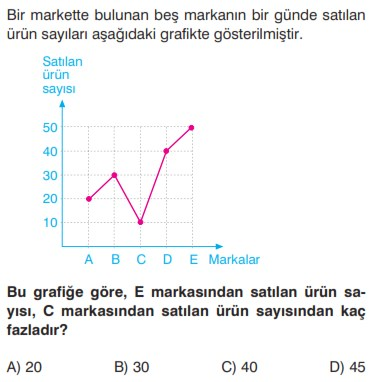 Bir markette bulunan beş markanın bir günde satılan
ürün sayıları aşağıdaki grafikte gösterilmiştir.
Satılan
ürün
sayısı
50
40
30
20
10
A B C D E Markalar
Bu grafiğe göre, E markasından satılan ürün sa-
yısı, C markasından satılan ürün sayısından kaç
fazladır?
A) 20 B) 30 C) 40 D) 45